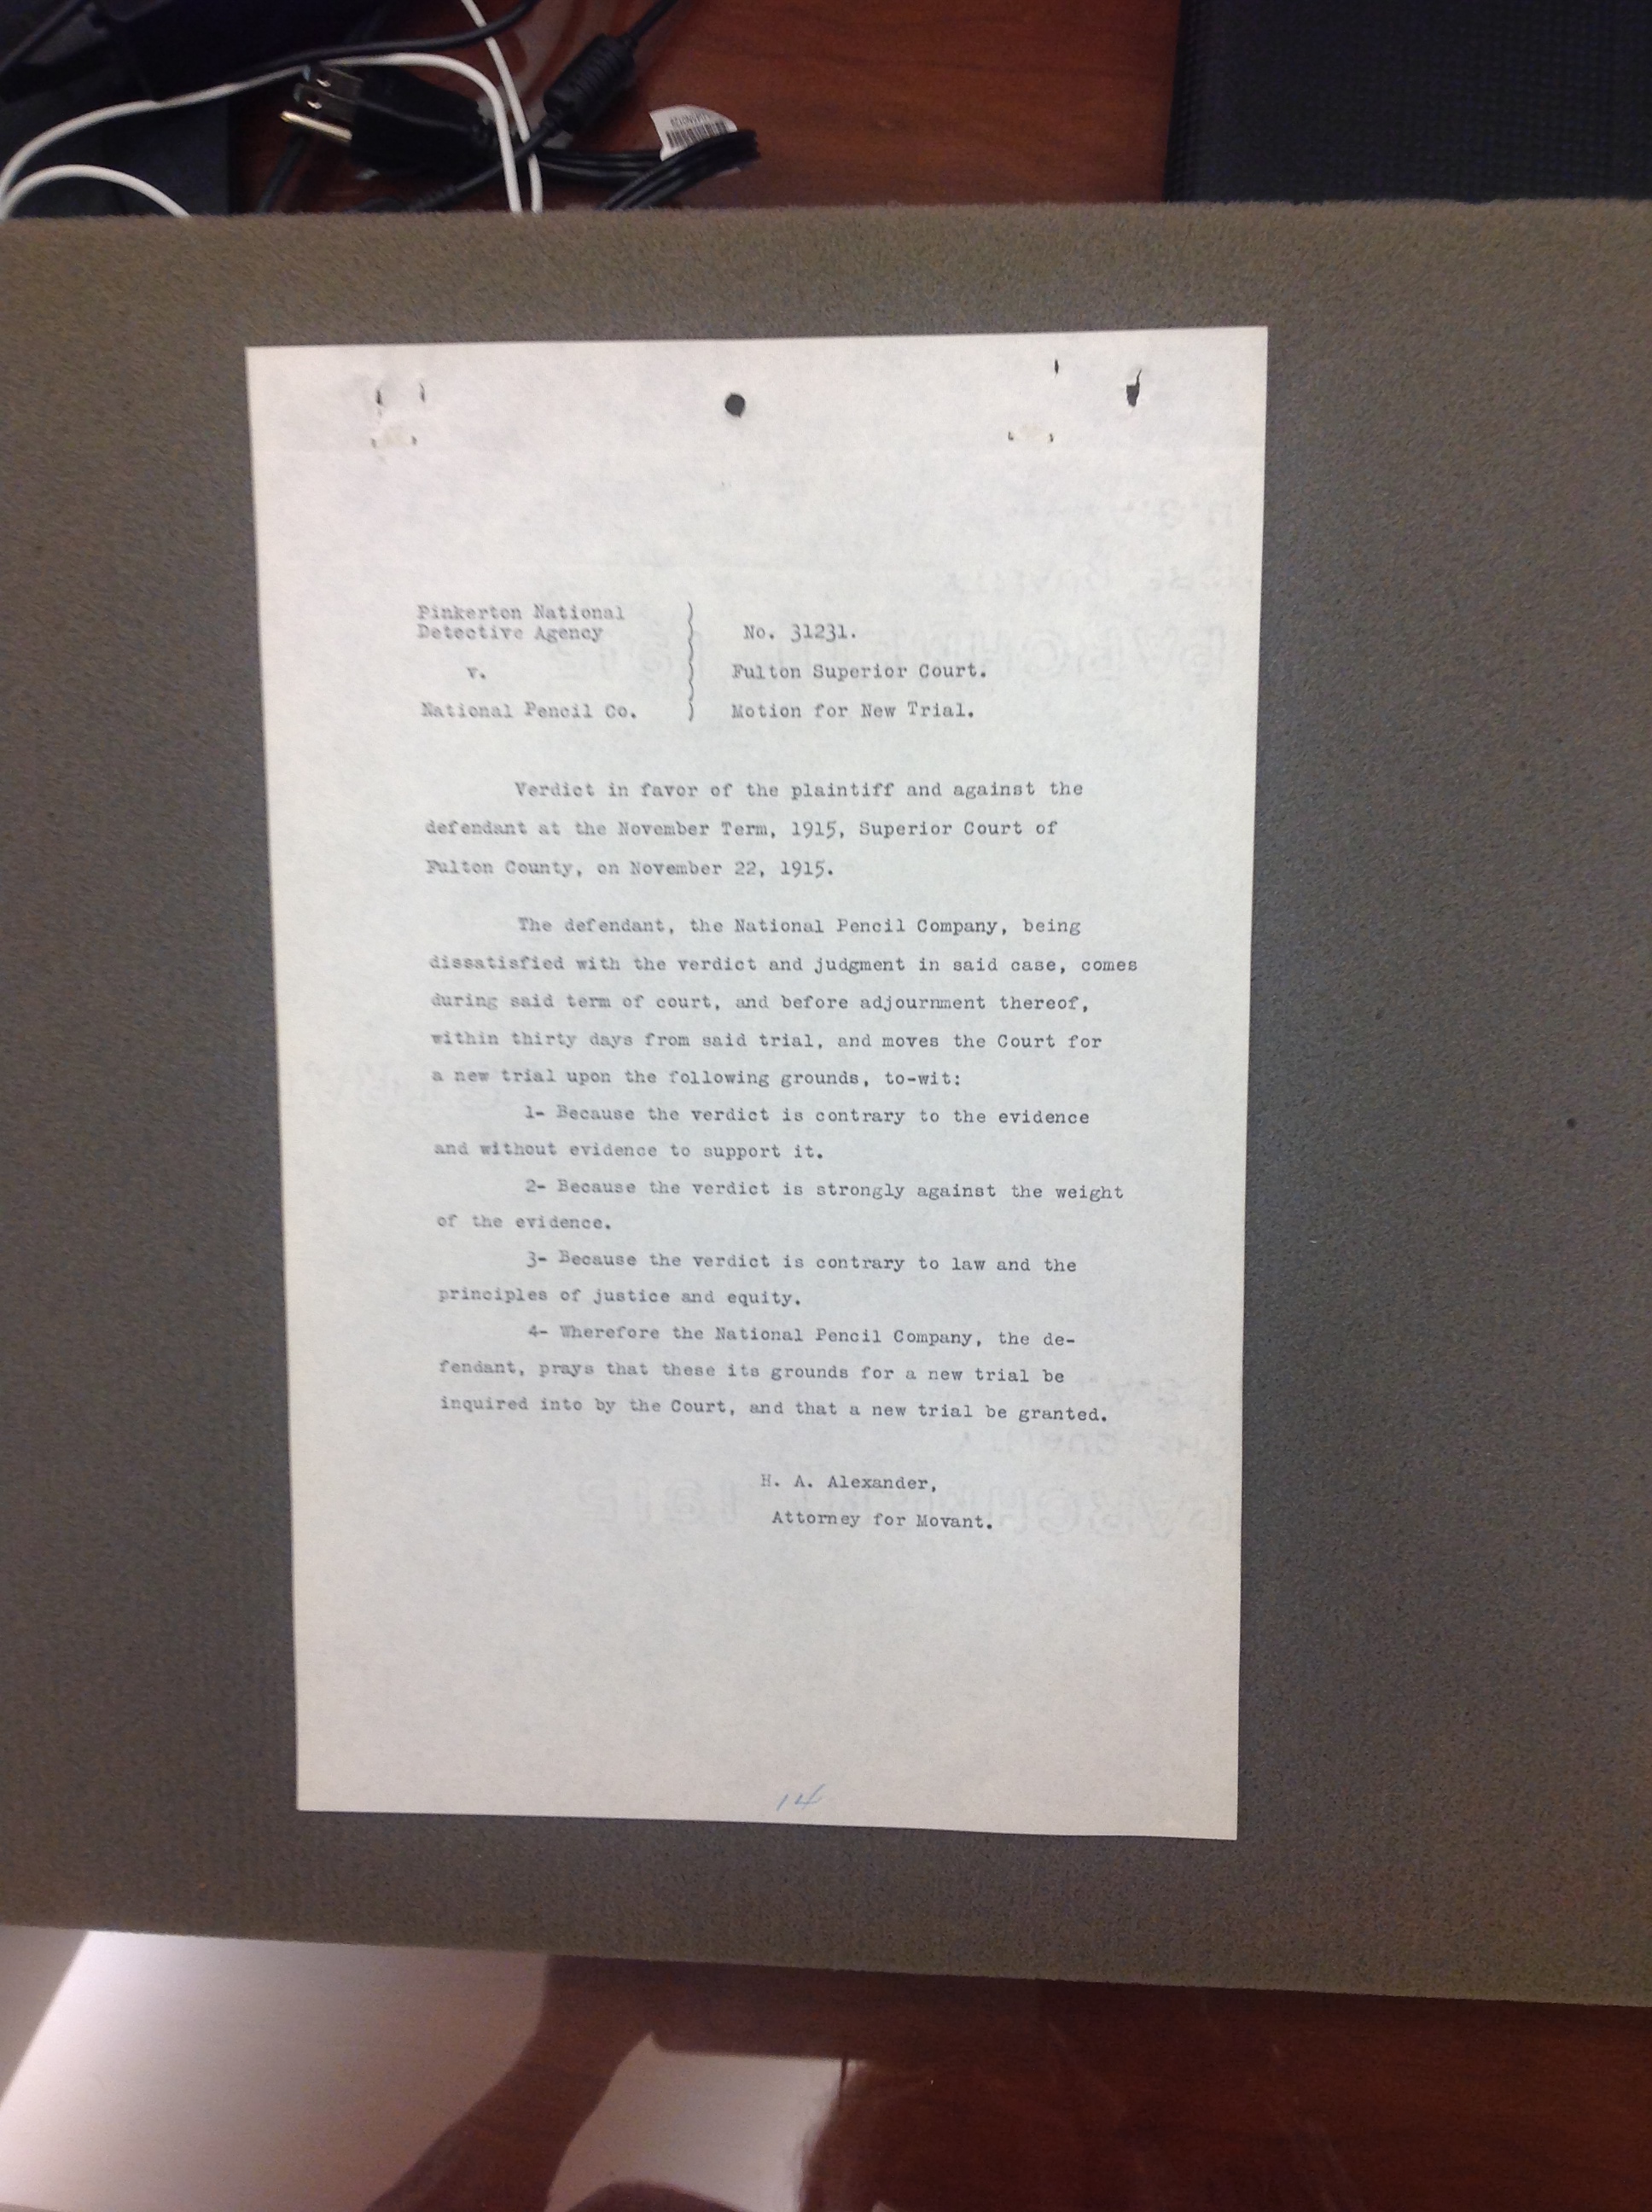 Pinkerton National
Detective Agency
No. 31231.
v.
Fulton Superior Court.
National Pencil Co.
Motion for New Trial.
Verdict in favor of the plaintiff and against the
defendant at the November Term, 1915, Superior Court of
Fulton County, on November 22, 1915.
The defendant, the National Pencil Company, being
dissatisfied with the verdict and judgment in said case, comes
during said term of court, and before adjournment thereof,
within thirty days from said trial, and moves the Court for
a new trial upon the following grounds, to-wit:
1- Because the verdict is contrary to the evidence
and without evidence to support it.
2- Because the verdict is strongly against the weight
of the evidence.
3- Because the verdict is contrary to law and the
principles of justice and equity.
4- Wherefore the National Pencil Company, the de-
fendant, prays that these its grounds for a new trial be
inquired into by the Court, and that a new trial be granted.
H. A. Alexander,
Attorney for Movant.
14